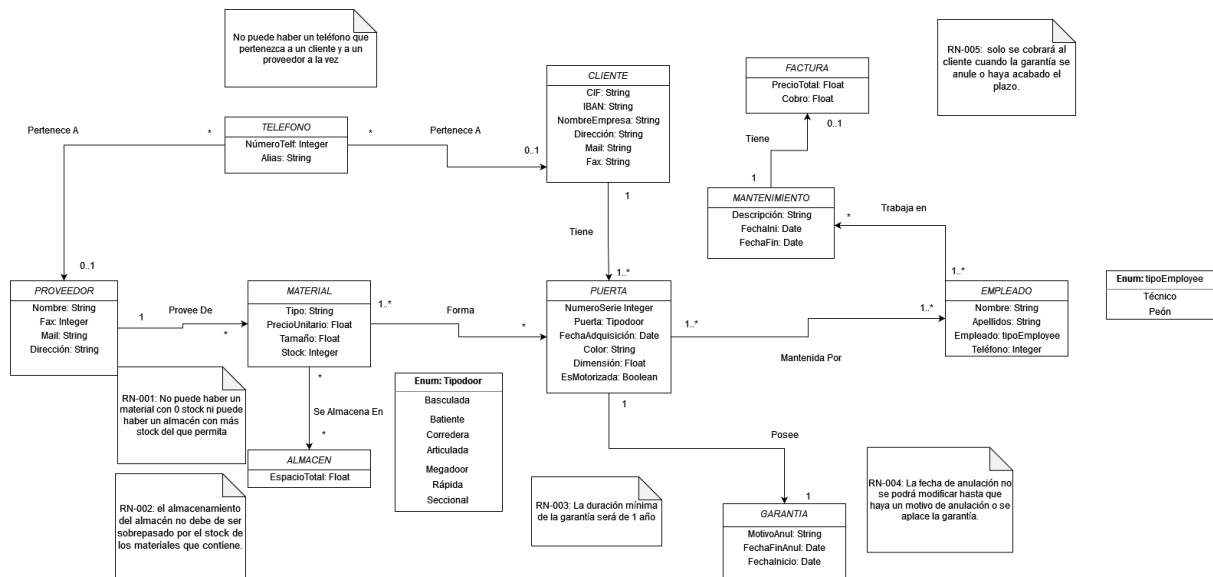 No puede haber un teléfono que
pertenezca a un cliente y a un
proveedor a la vez
CLIENTE
CIF: String
IBAN: String
NombreEmpresa: String
Dirección: String
Mail: String
Fax: String
FACTURA
PrecioTotal: Float
Cobro: Float
RN-005: solo se cobrará al
cliente cuando la garantía se
anule o haya acabado el
plazo.
Pertenece A
*
TELEFONO
NúmeroTelf: Integer
Alias: String
*
Pertenece A
0..1
0..1
Tiene
1
MANTENIMIENTO
Descripción: String
FechaIni: Date
FechaFin: Date
*
Trabaja en
1
Tiene
0..1
1..*
1..*
PROVEEDOR
Nombre: String
Fax: Integer
Mail: String
Dirección: String
1
Provee De
*
MATERIAL
Tipo: String
PrecioUnitario: Float
Tamaño: Float
Stock: Integer
1..*
Forma
*
PUERTA
NumeroSerie Integer
Puerta: Tipodoor
FechaAdquisición: Date
Color: String
Dimensión: Float
EsMotorizada: Boolean
1..*
Mantenida Por
1..*
EMPLEADO
Nombre: String
Apellidos: String
Empleado: tipoEmployee
Teléfono: Integer
Enum: tipoEmployee
Técnico
Peón
RN-001: No puede haber un
material con 0 stock ni puede
haber un almacén con más
stock del que permita
*
Se Almacena En
*
ALMACEN
EspacioTotal: Float
Enum: Tipodoor
Basculada
Batiente
Corredera
Articulada
Megadoor
Rápida
Seccional
1
Posee
1
RN-002: el almacenamiento
del almacén no debe de ser
sobrepasado por el stock de
los materiales que contiene.
RN-003: La duración mínima
de la garantía será de 1 año
GARANTIA
MotivoAnul: String
FechaFinAnul: Date
FechaInicio: Date
RN-004: La fecha de anulación no
se podrá modificar hasta que
haya un motivo de anulación o se
aplace la garantía.